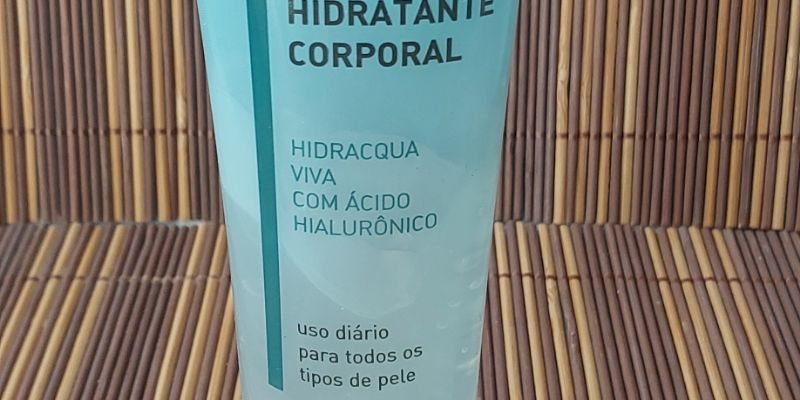 HIDRATANTE
CORPORAL
HIDRACQUA
VIVA
COM ÁCIDO
HIALURÔNICO
uso diário
para todos os
tipos de pele